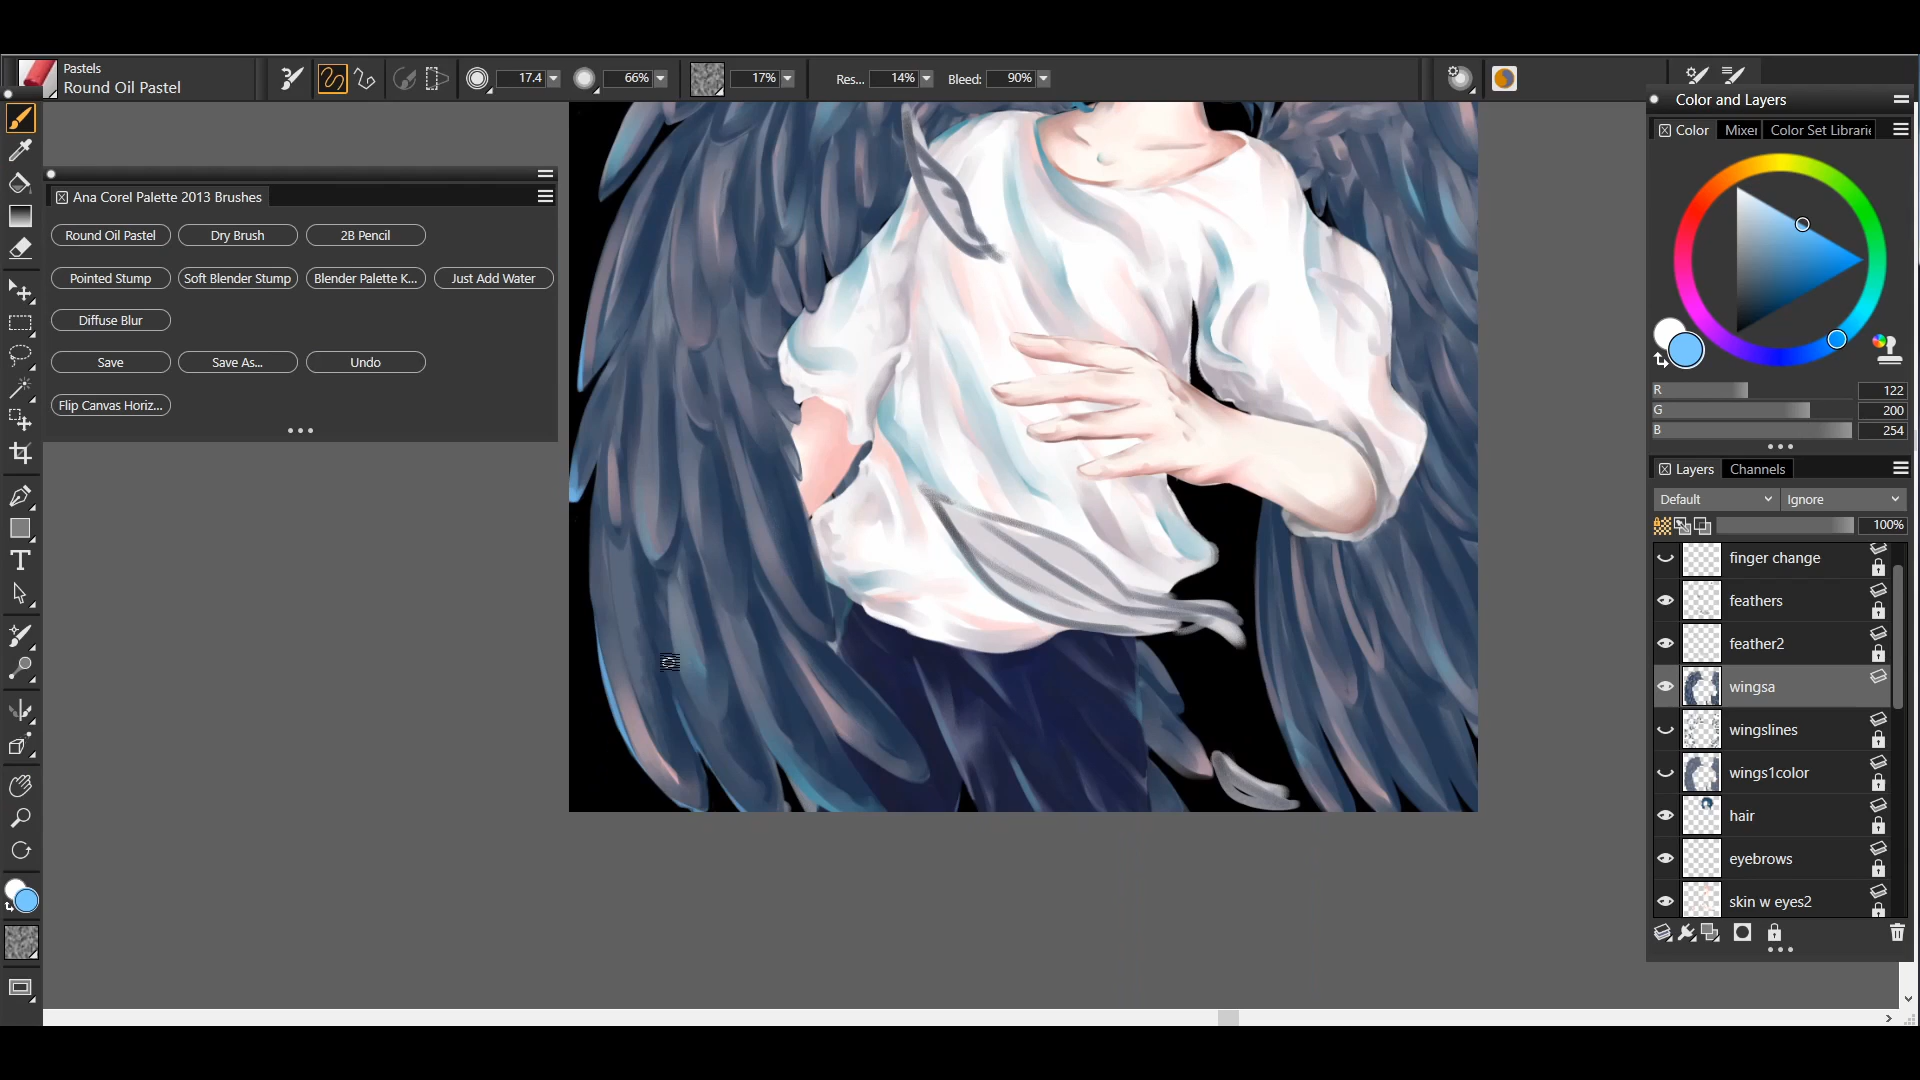 Pastels
Round Oil Pastel
17.4
66%
17%
Res... 14%
Bleed: 90%
Color and Layers
Color
Mixer
Color Set Librarie
Ana Corel Palette 2013 Brushes
Round Oil Pastel
Dry Brush
2B Pencil
Pointed Stump
Soft Blender Stump
Blender Palette K...
Just Add Water
Diffuse Blur
Save
Save As...
Undo
Flip Canvas Horiz...
R 122
G 200
B 254
Layers
Channels
Default
Ignore
100%
finger change
feathers
feather2
wingsa
wingslines
wings1color
hair
eyebrows
skin w eyes2
T